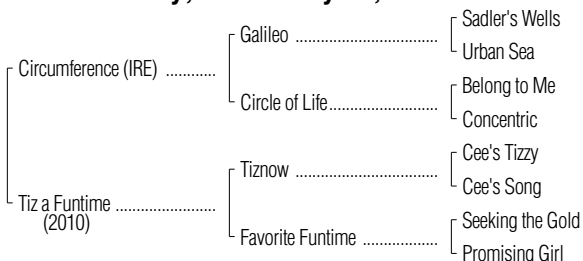 Galileo ..............................
Sadler's Wells
Urban Sea
Circumference (IRE) ............
Circle of Life.......................
Belong to Me
Concentric
Tiznow ..............................
Cee's Tizzy
Cee's Song
Tiz a Funtime ........................
(2010)
Favorite Funtime ................
Seeking the Gold
Promising Girl